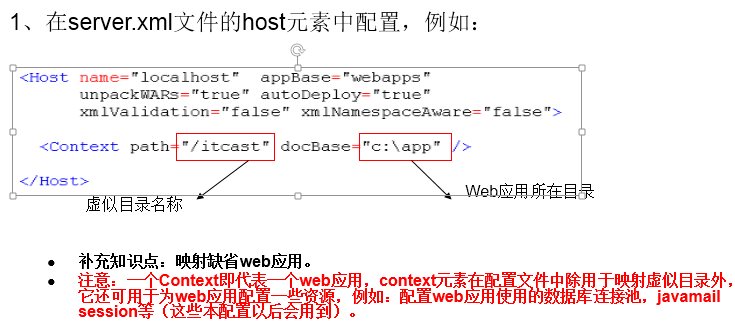 1、在server.xml文件的host元素中配置，例如：
<Host name="localhost" appBase="webapps"
unpackWARs="true" autoDeploy="true"
xmlValidation="false" xmlNamespaceAware="false">
<Context path="/itcast" docBase="c:\app" />
</Host>
虚似目录名称
Web应用所在目录
• 补充知识点：映射缺省web应用。
• 注意：一个Context即代表一个web应用，context元素在配置文件中除用于映射虚似目录外，
它还可用于为web应用配置一些资源，例如：配置web应用使用的数据库连接池，javamail
session等（这些本配置以后会用到）。